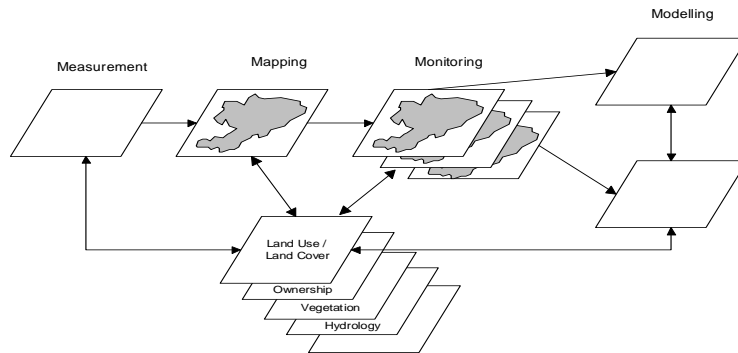 Modelling
Measurement
Mapping
Monitoring
Land Use /
Land Cover
Ownership
Vegetation
Hydrology